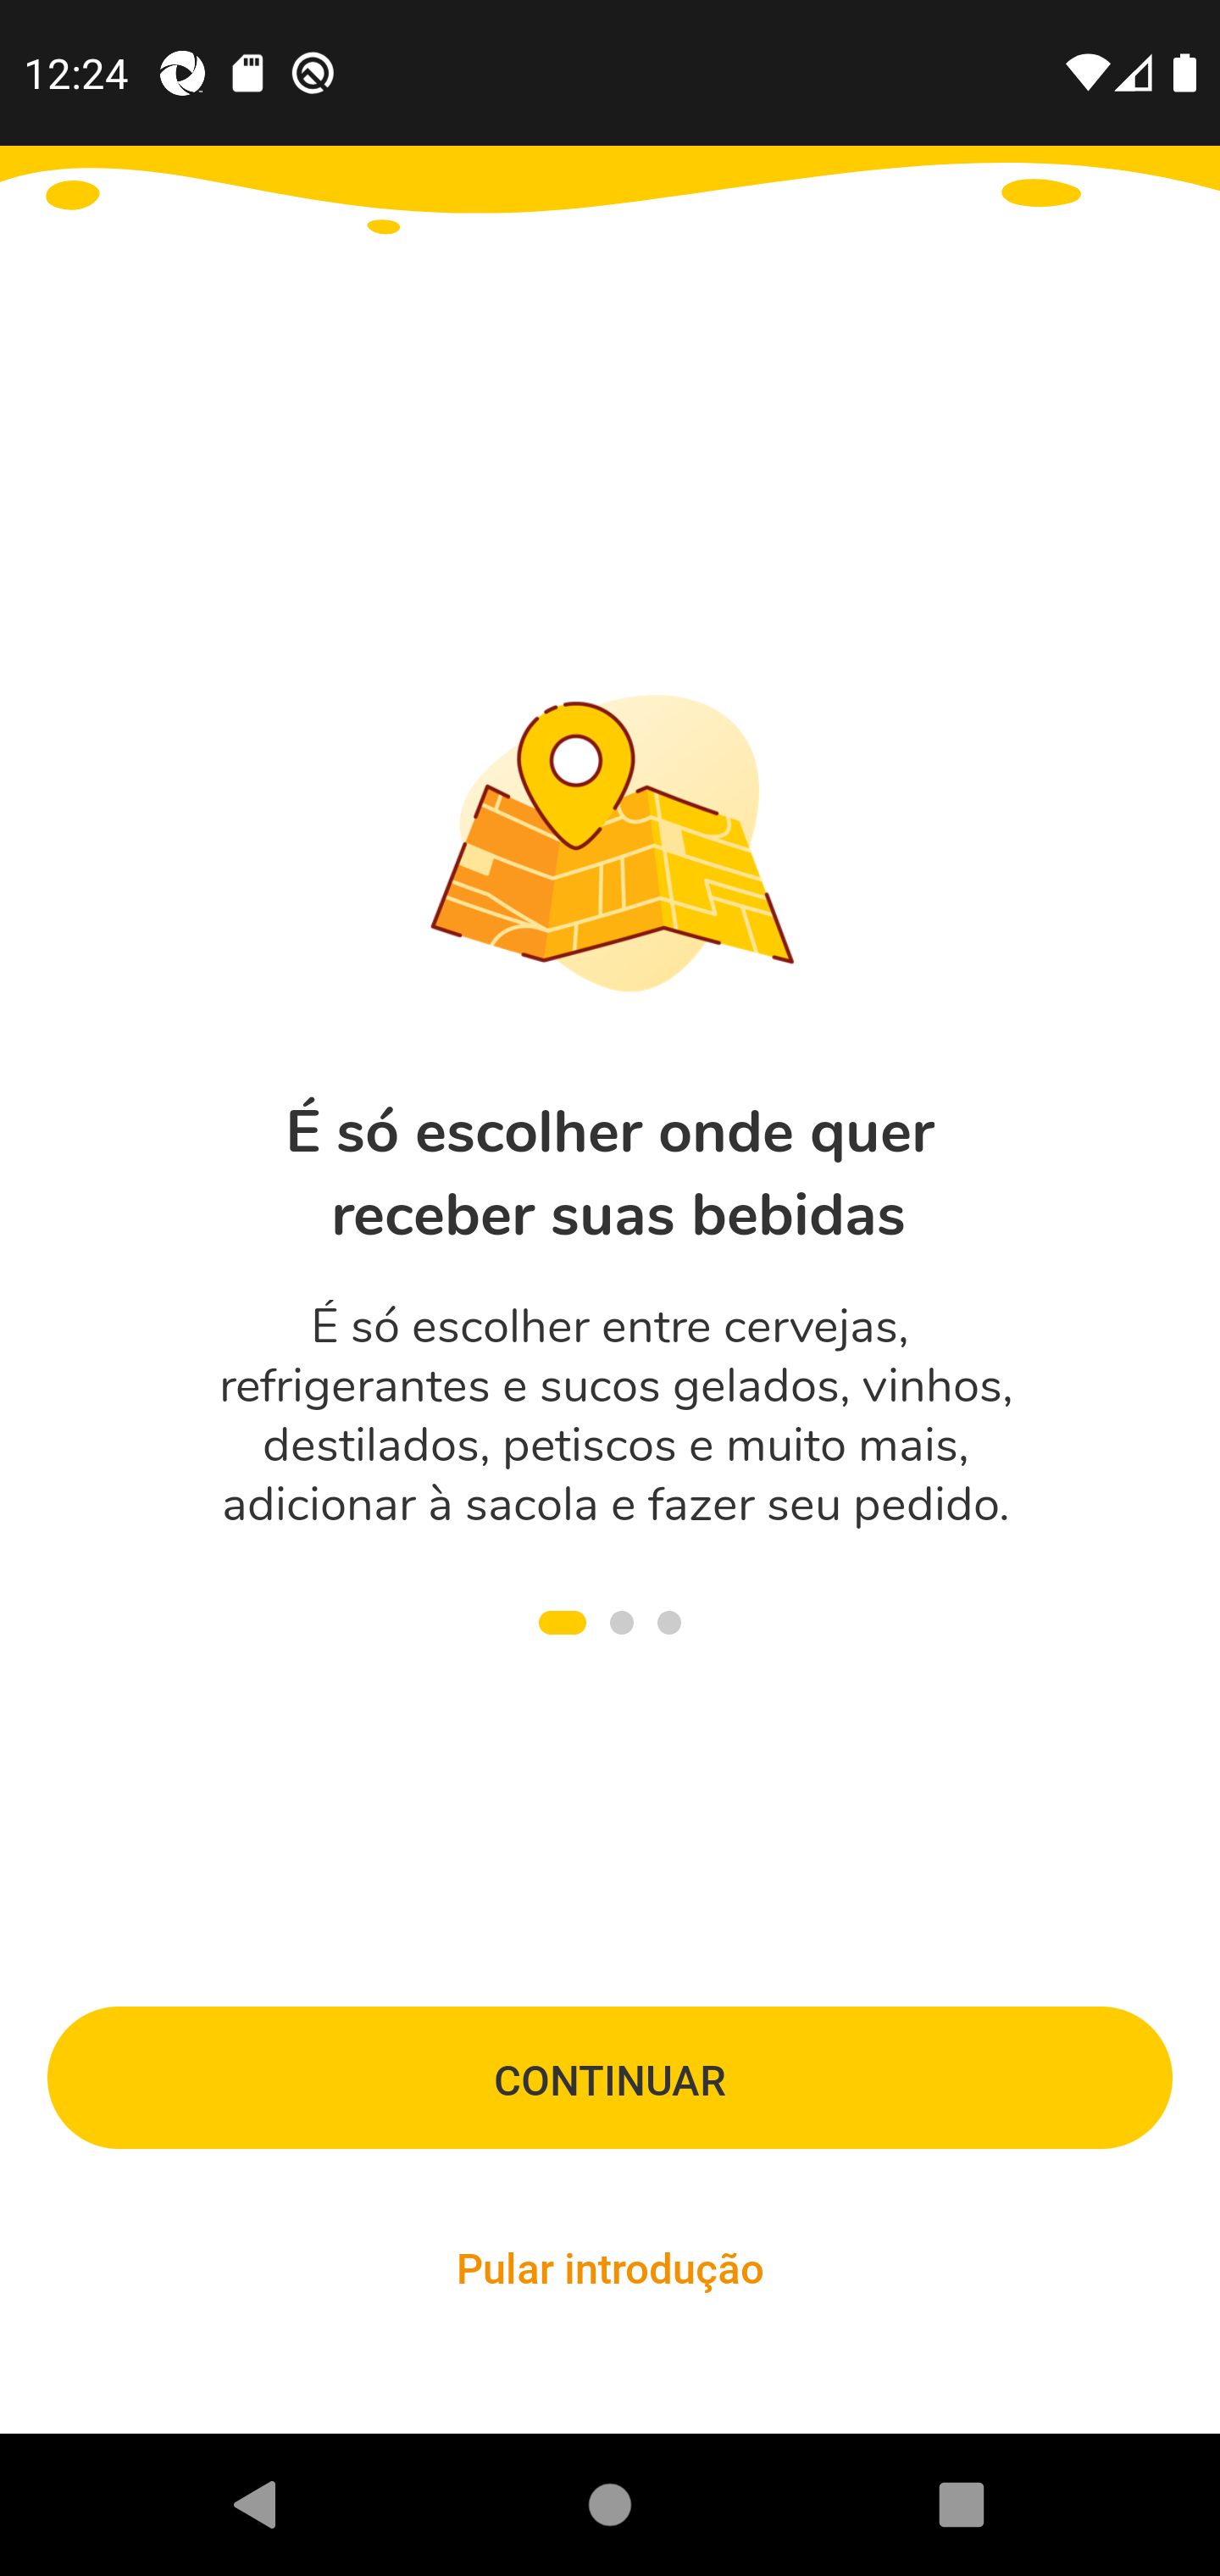 12:24
É só escolher onde quer
receber suas bebidas
É só escolher entre cervejas,
refrigerantes e sucos gelados, vinhos,
destilados, petiscos e muito mais,
adicionar à sacola e fazer seu pedido.
CONTINUAR
Pular introdução